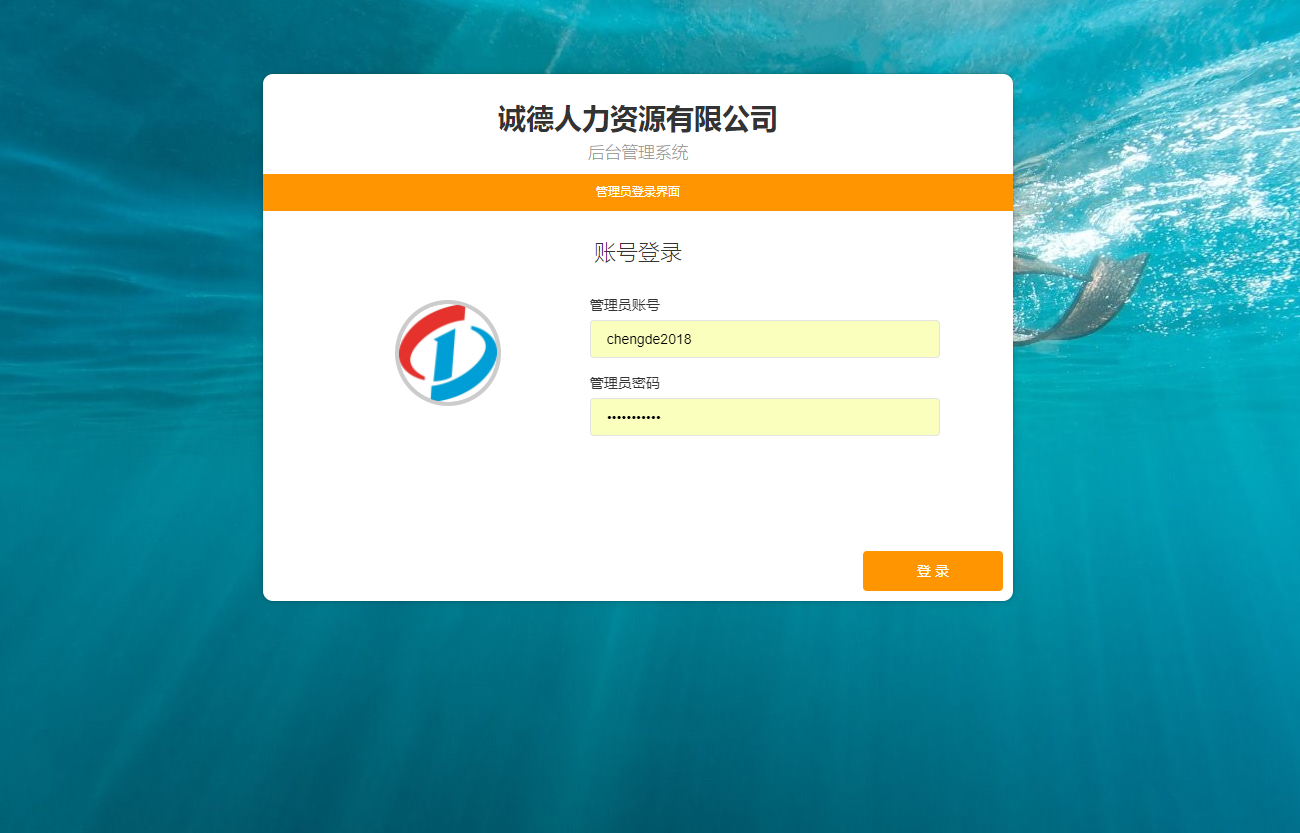 诚德人力资源有限公司
后台管理系统
管理员登录界面
账号登录
管理员账号
chengde2018
管理员密码
•••••••••••
登 录